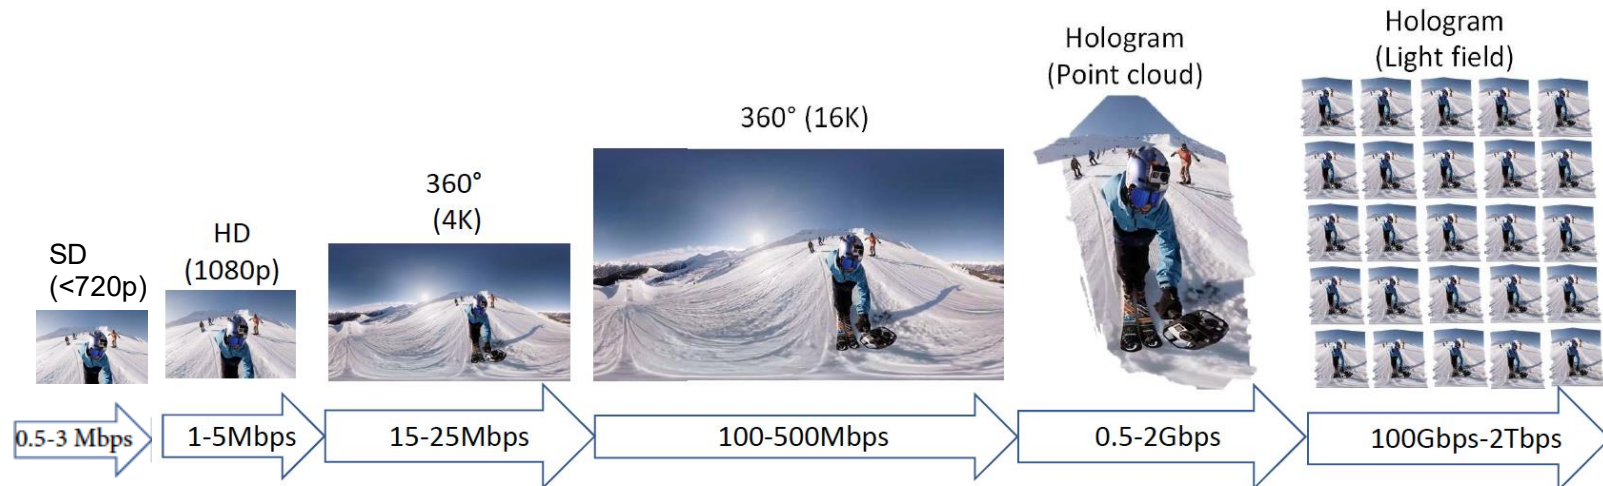 SD
(<720p)
HD
(1080p)
360°
(4K)
360° (16K)
Hologram
(Point cloud)
Hologram
(Light field)
0.5-3 Mbps
1-5Mbps
15-25Mbps
100-500Mbps
0.5-2Gbps
100Gbps-2Tbps